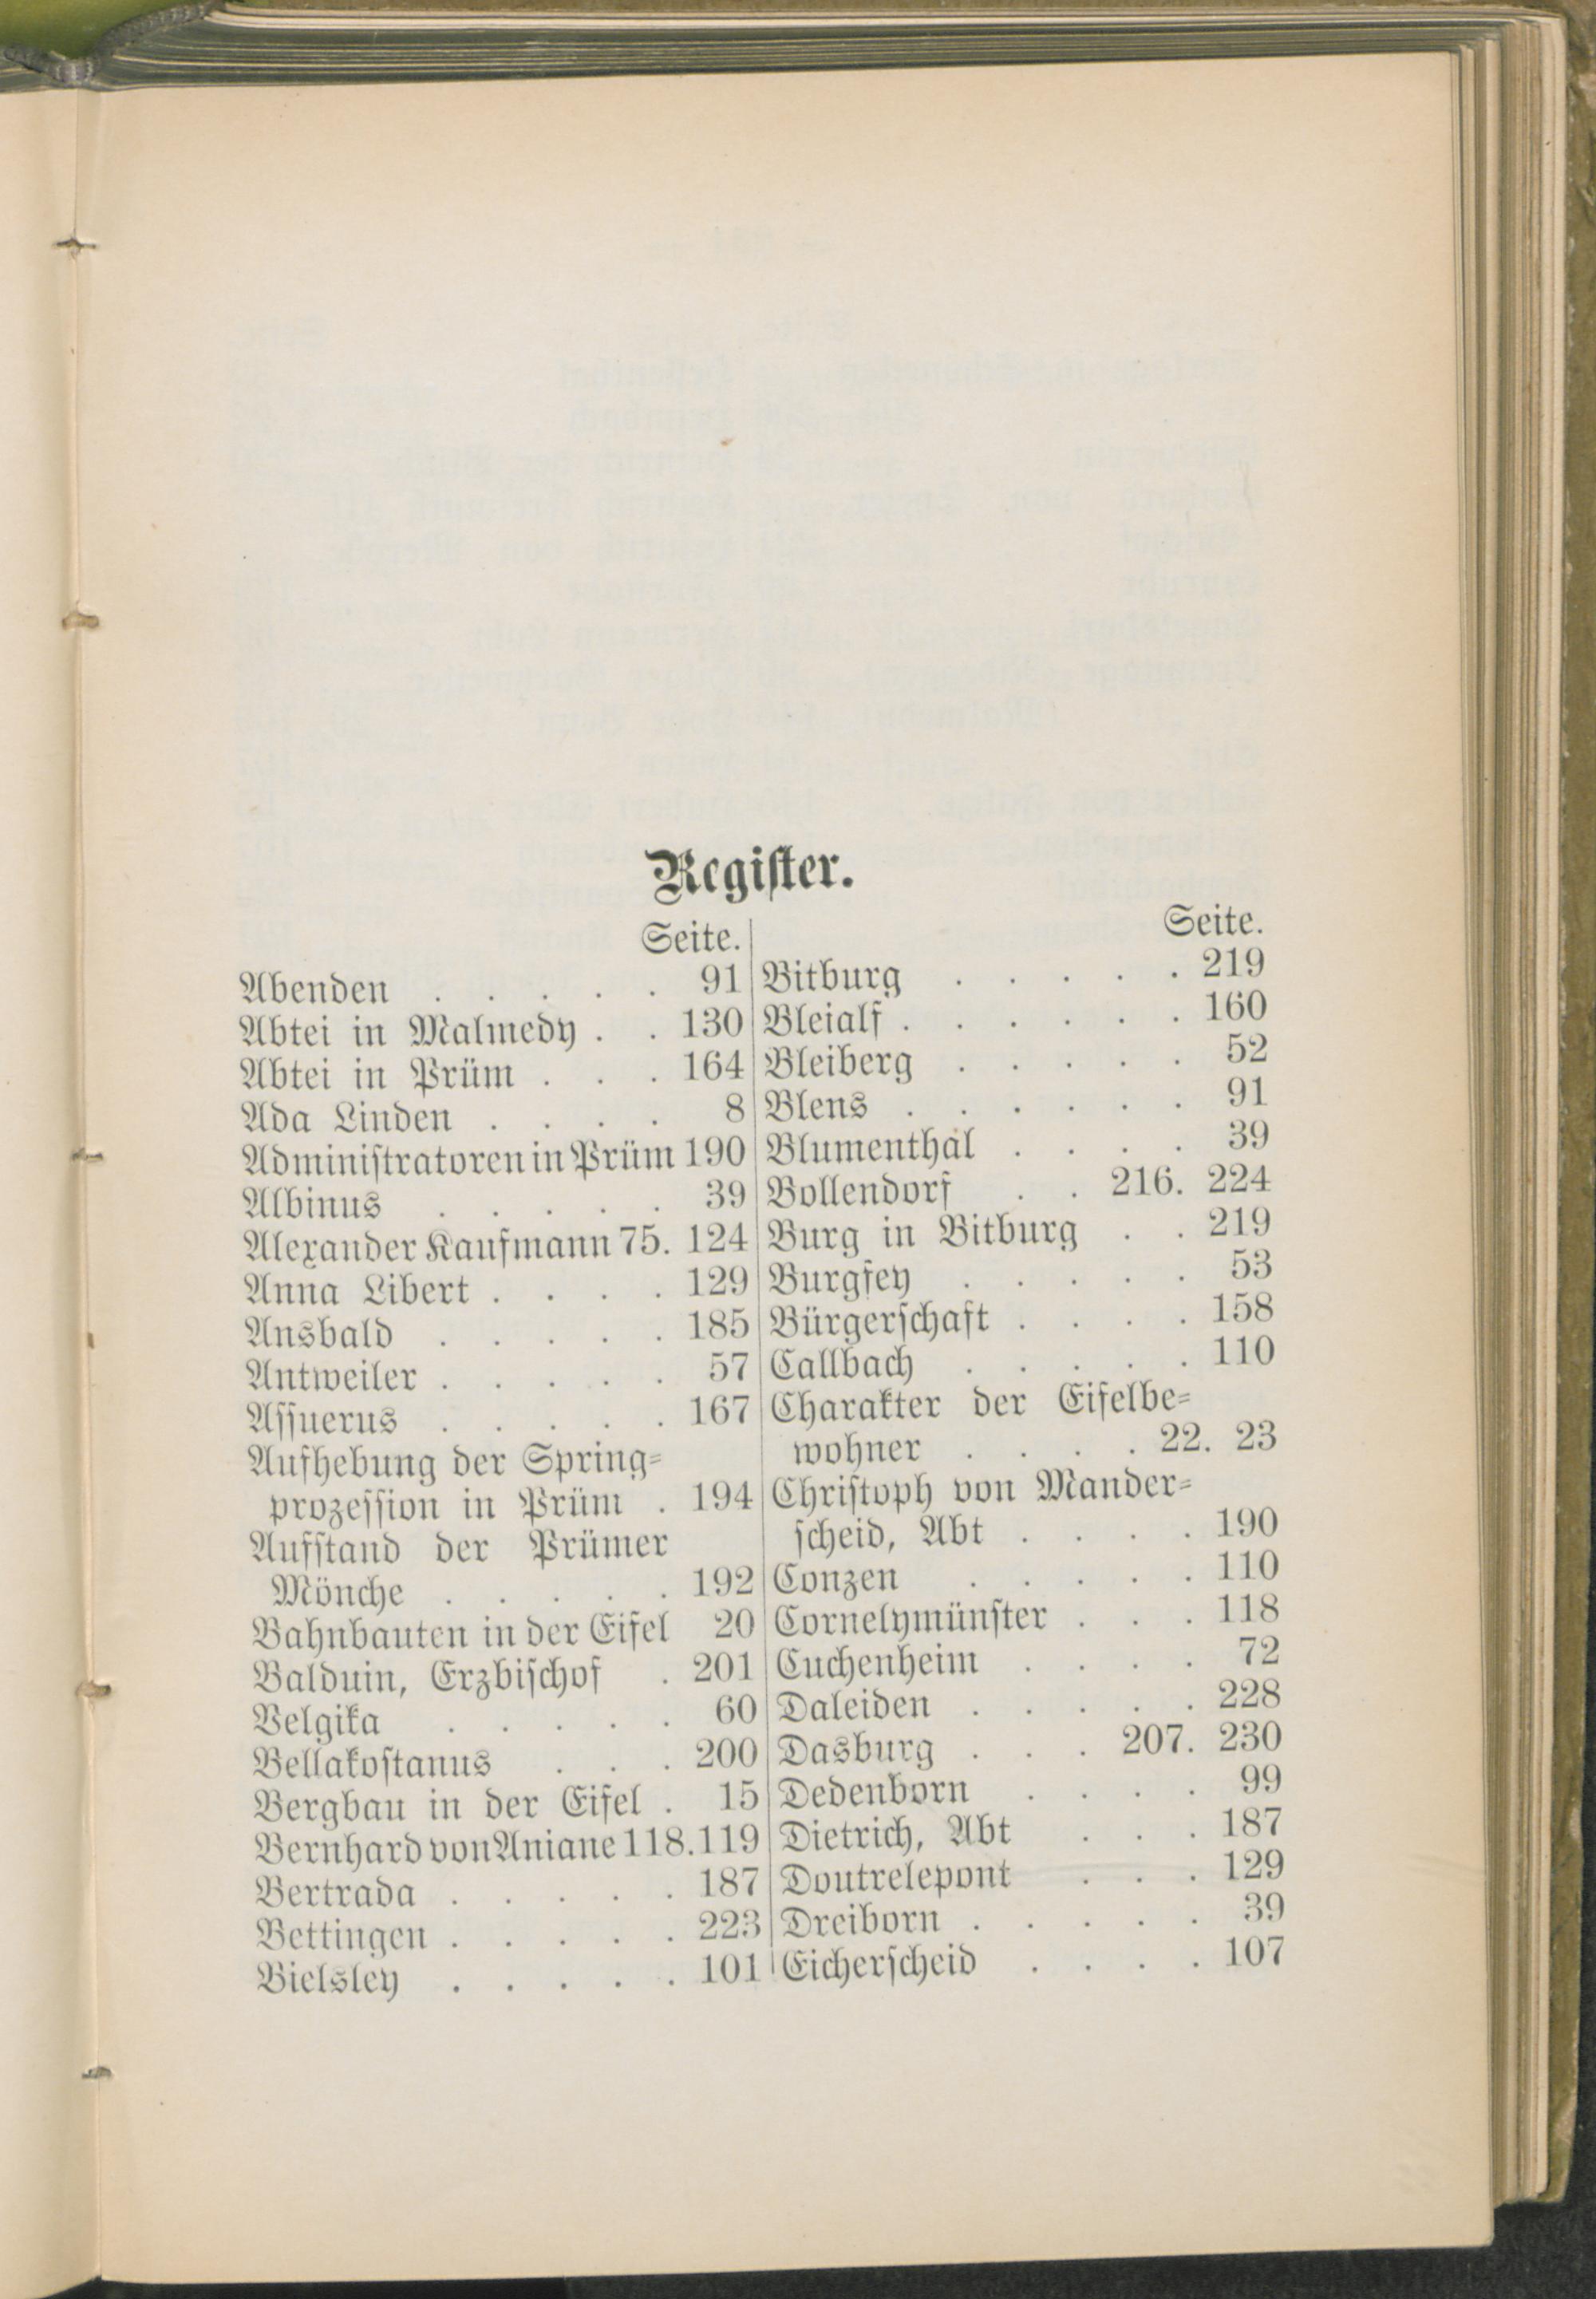 Register.
Seite.
Abenden . . . . . 91
Abtei in Malmedy . . 130
Abtei in Prüm . . . 164
Ada Linden . . . . 8
Administratoren in Prüm 190
Albinus . . . . . 39
Alexander Kaufmann 75. 124
Anna Libert . . . . 129
Ansbald . . . . . 185
Antweiler . . . . . 57
Assuerus . . . . . 167
Aufhebung der Spring-
prozession in Prüm . 194
Aufstand der Prümer
Mönche . . . . . 192
Bahnbauten in der Eifel 20
Balduin, Erzbischof . 201
Belgika . . . . . 60
Bellakostanus . . . 200
Bergbau in der Eifel . 15
Bernhard von Aniane 118. 119
Bertrada . . . . . 187
Bettingen . . . . . 223
Bielsley . . . . . 101
Seite.
Bitburg . . . . . 219
Bleialf . . . . . . 160
Bleiberg . . . . . 52
Blens . . . . . . 91
Blumenthal . . . . 39
Bollendorf . . 216. 224
Burg in Bitburg . . 219
Burgfey . . . . . 53
Bürgerschaft . . . . 158
Callbach . . . . . 110
Charakter der Eifelbe-
wohner . . . . 22. 23
Christoph von Mander-
scheid, Abt . . . . 190
Conzen . . . . . 110
Cornelymünster . . . 118
Cuchenheim . . . . 72
Daleiden . . . . . 228
Dasburg . . . 207. 230
Dedenborn . . . . 99
Dietrich, Abt . . . 187
Doutrelepont . . . 129
Dreiborn . . . . . 39
Eicherscheid . . . . 107